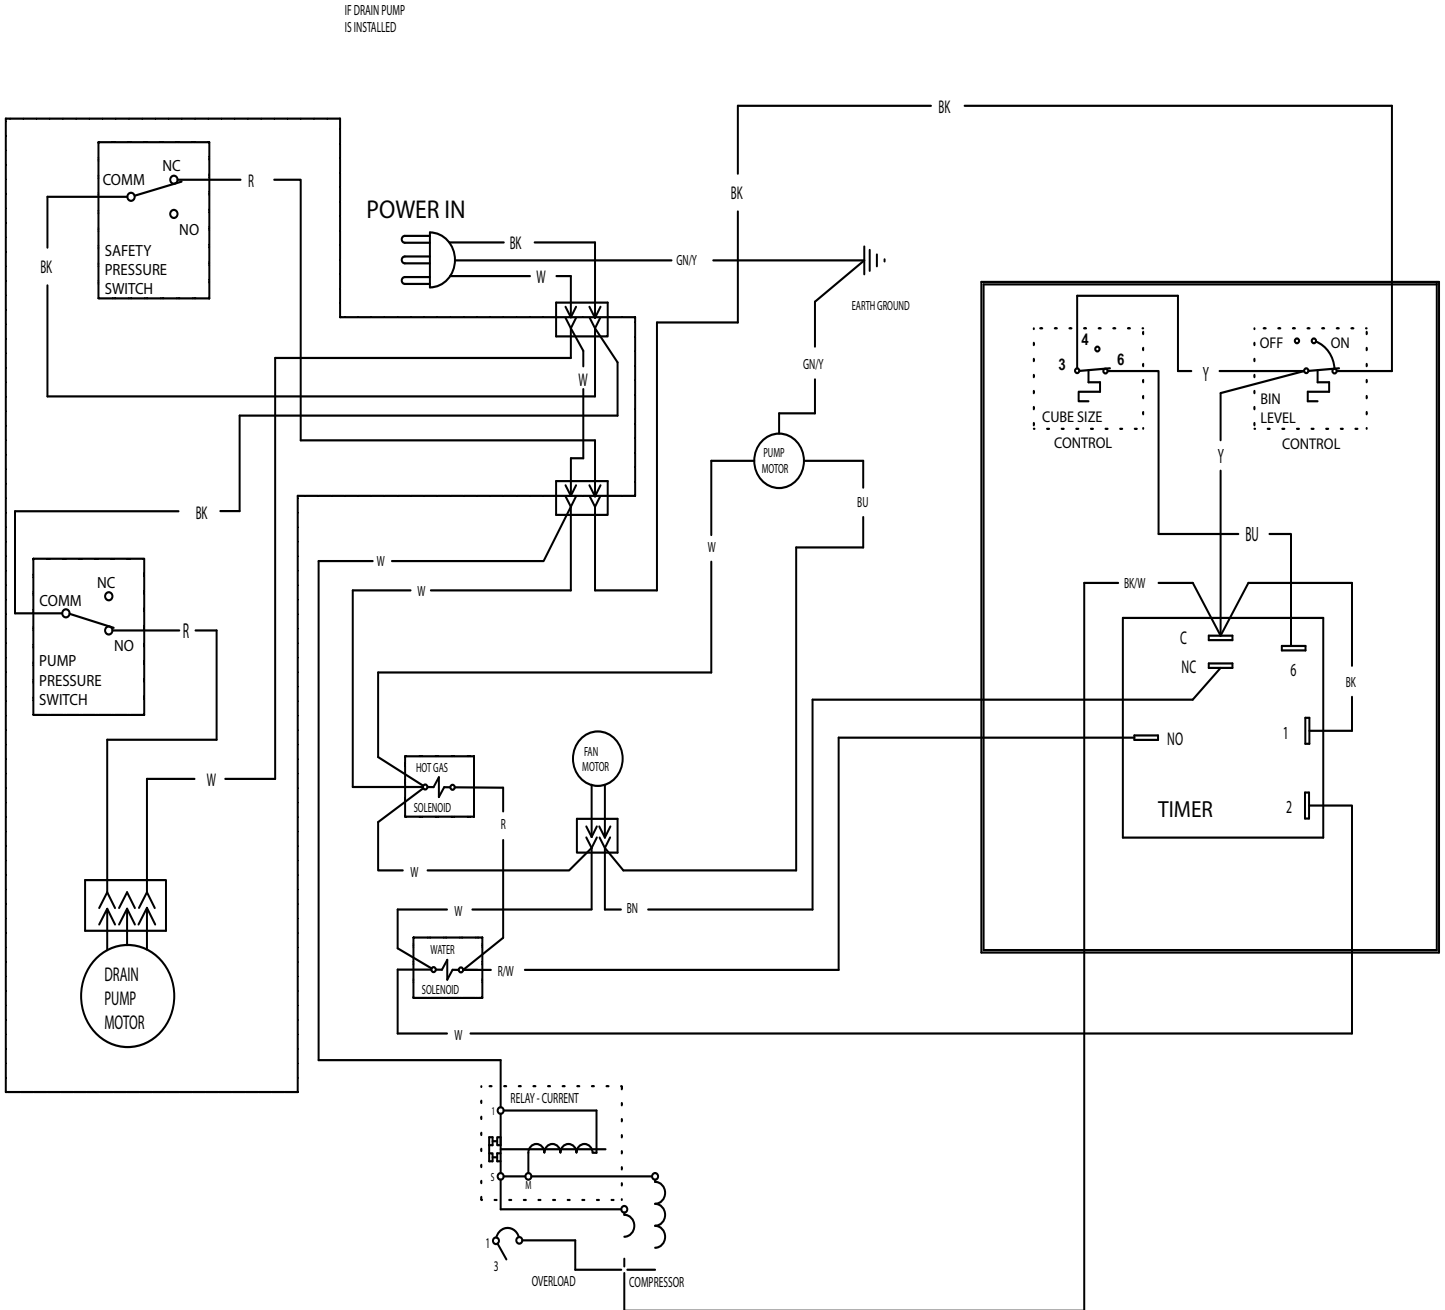 IF DRAIN PUMP
IS INSTALLED
BK
NC
COMM
R
NO
SAFETY
PRESSURE
SWITCH
BK
POWER IN
BK
GN/Y
W
BK
EARTH GROUND
GN/Y
W
4
3
6
CUBE SIZE
CONTROL
Y
OFF
ON
BIN
LEVEL
CONTROL
Y
PUMP
MOTOR
BU
W
BK
W
W
BU
BK/W
NC
COMM
NO
R
PUMP
PRESSURE
SWITCH
C
NC
6
BK
1
NO
2
TIMER
FAN
MOTOR
HOT GAS
SOLENOID
R
W
W
W
BN
WATER
SOLENOID
R/W
W
DRAIN
PUMP
MOTOR
RELAY - CURRENT
1
S
M
1
3
OVERLOAD
COMPRESSOR